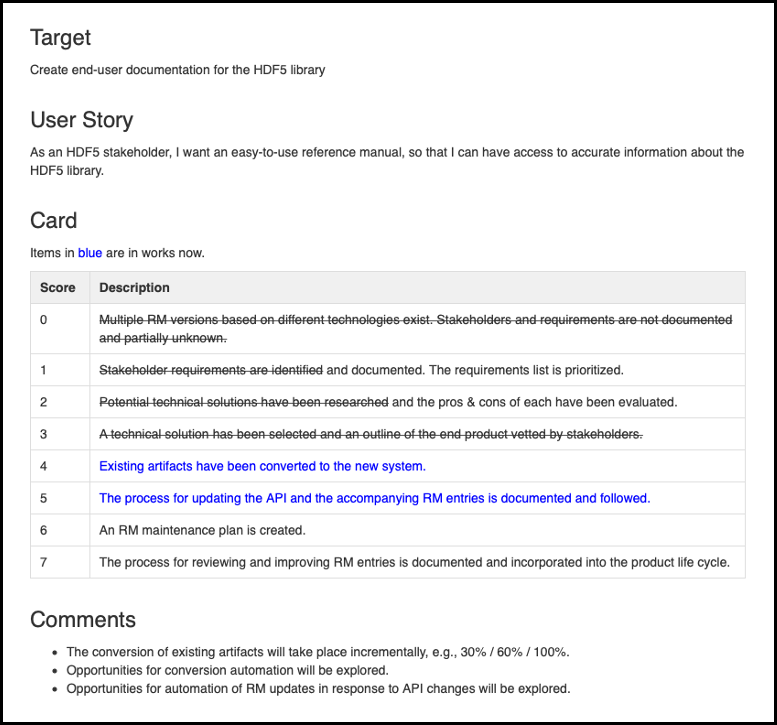 Target
Create end-user documentation for the HDF5 library
User Story
As an HDF5 stakeholder, I want an easy-to-use reference manual, so that I can have access to accurate information about the
HDF5 library.
Card
Items in blue are in works now.
Score Description
0 Multiple RM versions based on different technologies exist. Stakeholders and requirements are not documented
and partially unknown.
1 Stakeholder requirements are identified and documented. The requirements list is prioritized.
2 Potential technical solutions have been researched and the pros & cons of each have been evaluated.
3 A technical solution has been selected and an outline of the end product vetted by stakeholders.
4 Existing artifacts have been converted to the new system.
5 The process for updating the API and the accompanying RM entries is documented and followed.
6 An RM maintenance plan is created.
7 The process for reviewing and improving RM entries is documented and incorporated into the product life cycle.
Comments
• The conversion of existing artifacts will take place incrementally, e.g., 30% / 60% / 100%.
• Opportunities for conversion automation will be explored.
• Opportunities for automation of RM updates in response to API changes will be explored.